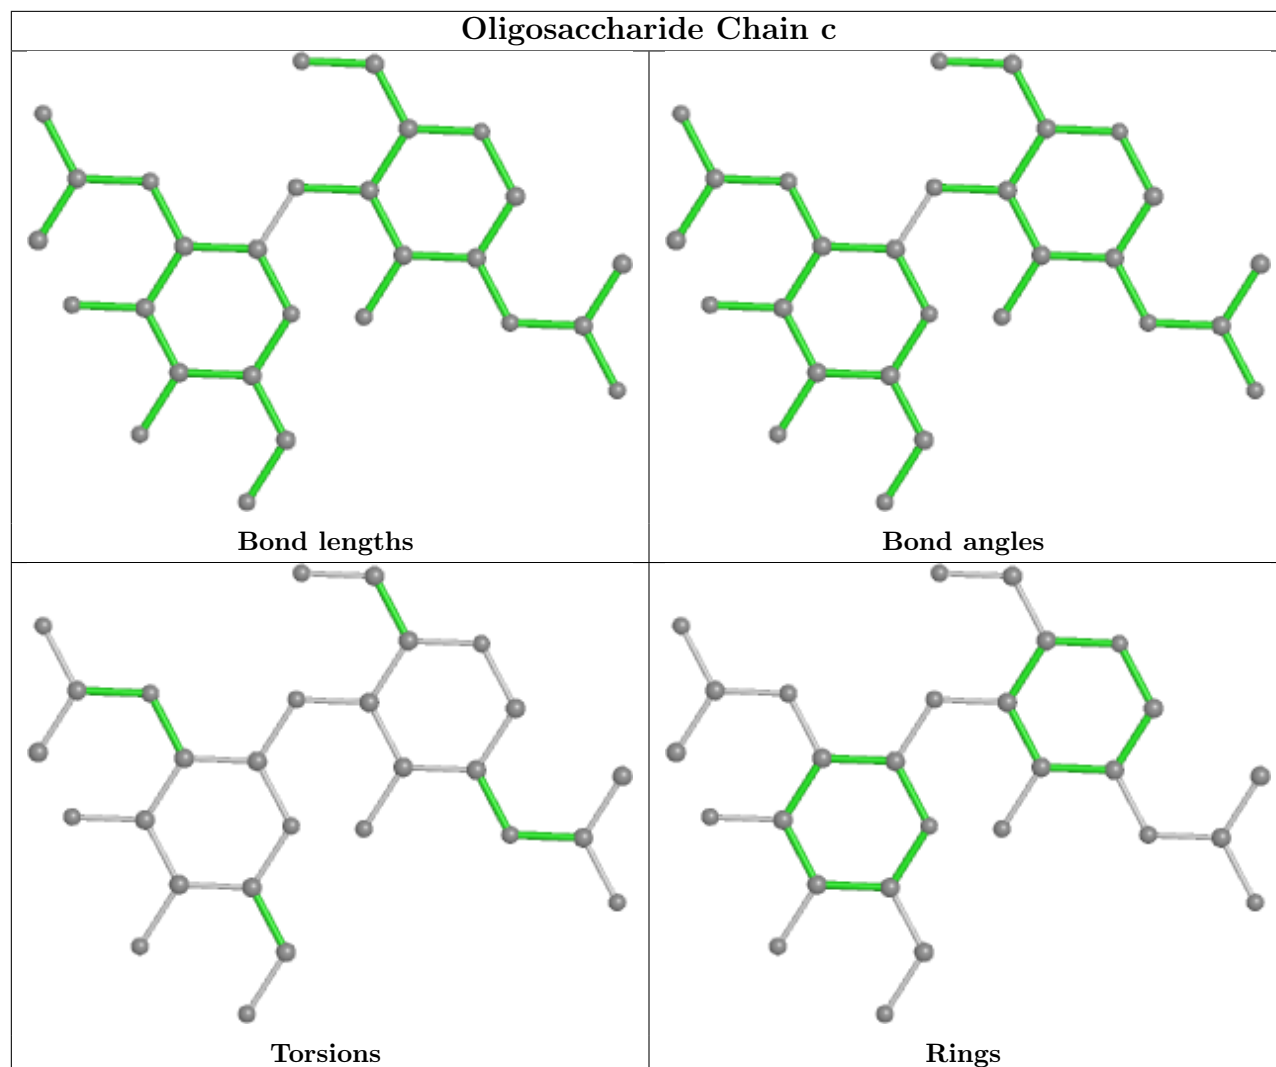 Oligosaccharide Chain c
Bond lengths
Bond angles
Torsions
Rings